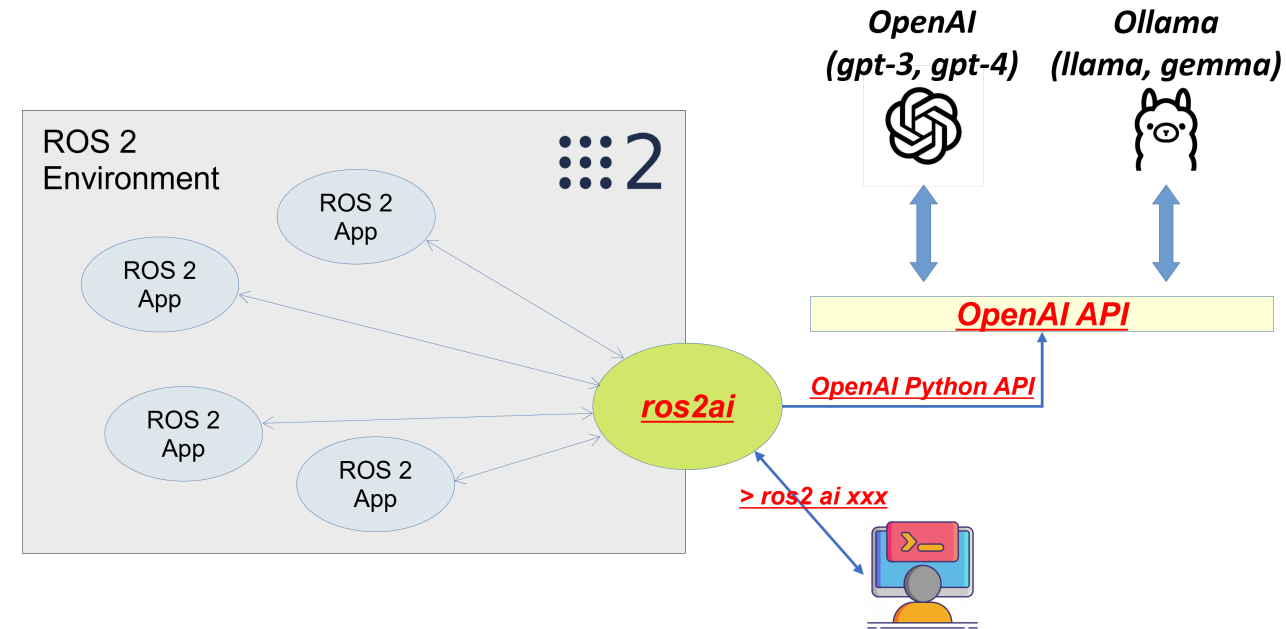 OpenAI
(gpt-3, gpt-4)
Ollama
(llama, gemma)
ROS 2
Environment
2
ROS 2
App
ROS 2
App
ROS 2
App
ROS 2
App
ros2ai
OpenAI API
OpenAI Python API
> ros2 ai xxx